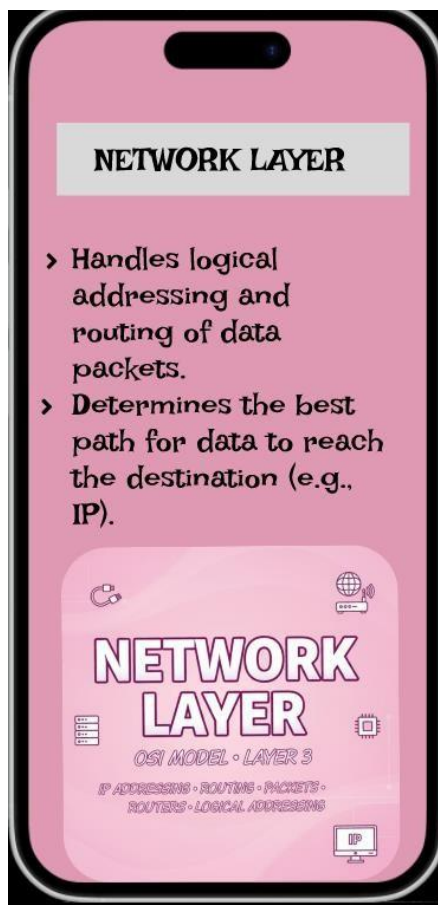 NETWORK LAYER
> Handles logical
addressing and
routing of data
packets.
> Determines the best
path for data to reach
the destination (e.g.,
IP).
NETWORK
LAYER
OSI MODEL • LAYER 3
IP ADDRESSING • ROUTING • PACKETS •
ROUTERS • LOGICAL ADDRESSING
IP